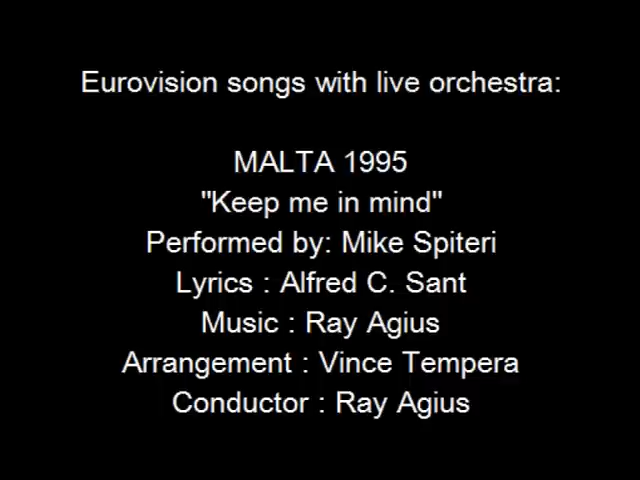 Eurovision songs with live orchestra:
MALTA 1995
"Keep me in mind"
Performed by: Mike Spiteri
Lyrics : Alfred C. Sant
Music : Ray Agius
Arrangement : Vince Tempera
Conductor : Ray Agius